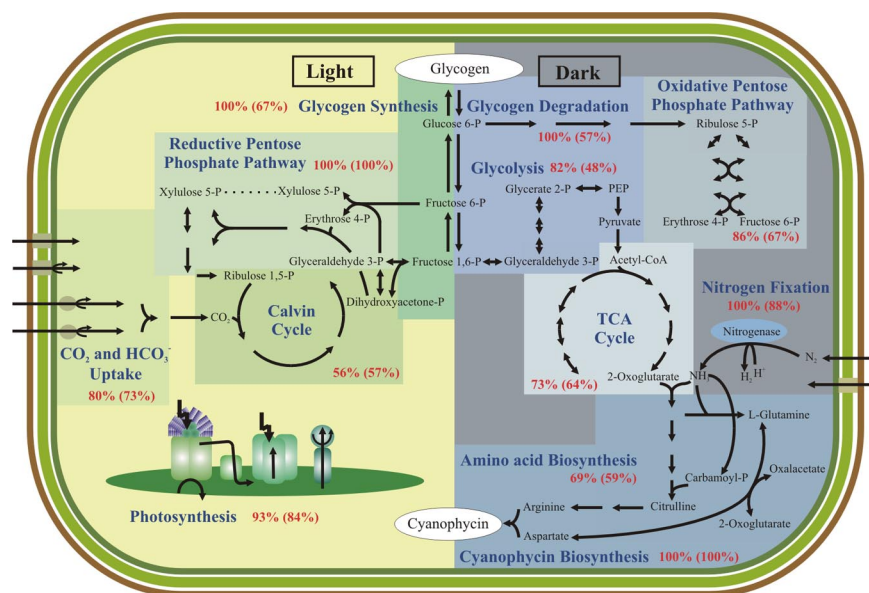 Light
Glycogen
Dark
100% (67%)
Glycogen Synthesis
Glycogen Degradation
Oxidative Pentose
Phosphate Pathway
Glucose 6-P
100% (57%)
Ribulose 5-P
Reductive Pentose
Phosphate Pathway
100% (100%)
Glycolysis
82% (48%)
Xylulose 5-P
Xylulose 5-P
Glycerate 2-P
PEP
Fructose 6-P
Erythrose 4-P
Pyruvate
Erythrose 4-P
Fructose 6-P
86% (67%)
Glyceraldehyde 3-P
Fructose 1,6-P
Glyceraldehyde 3-P
Acetyl-CoA
Ribulose 1,5-P
Dihydroxyacetone-P
Nitrogen Fixation
100% (88%)
CO2
Calvin
Cycle
TCA
Cycle
Nitrogenase
N2
H2
H+
CO2 and HCO3-
Uptake
80% (73%)
56% (57%)
73% (64%)
2-Oxoglutarate
NH3
L-Glutamine
Amino acid Biosynthesis
69% (59%)
Carbamoyl-P
Oxalacetate
Photosynthesis
93% (84%)
Cyanophycin
Arginine
Citrulline
2-Oxoglutarate
Aspartate
Cyanophycin Biosynthesis
100% (100%)